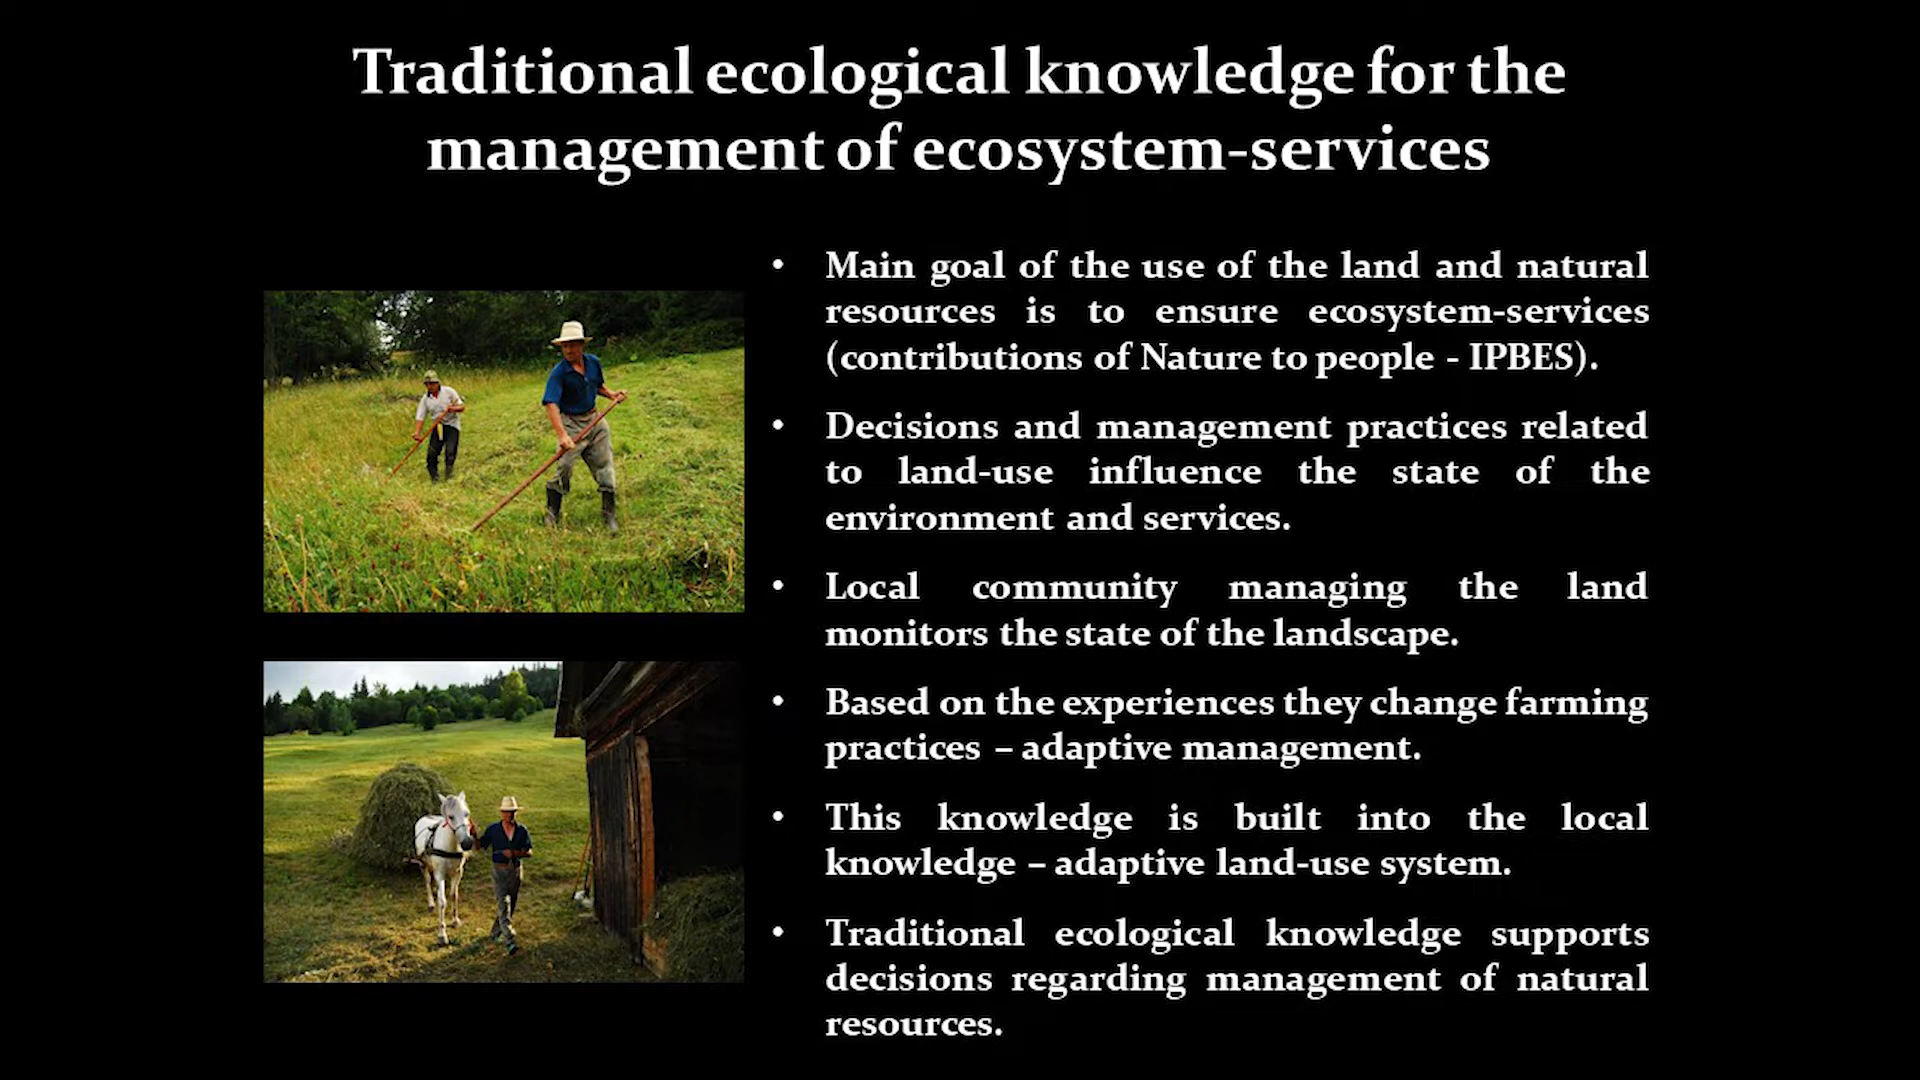 Traditional ecological knowledge for the
management of ecosystem-services
• Main goal of the use of the land and natural
resources is to ensure ecosystem-services
(contributions of Nature to people - IPBES).
• Decisions and management practices related
to land-use influence the state of the
environment and services.
• Local community managing the land
monitors the state of the landscape.
• Based on the experiences they change farming
practices – adaptive management.
• This knowledge is built into the local
knowledge – adaptive land-use system.
• Traditional ecological knowledge supports
decisions regarding management of natural
resources.